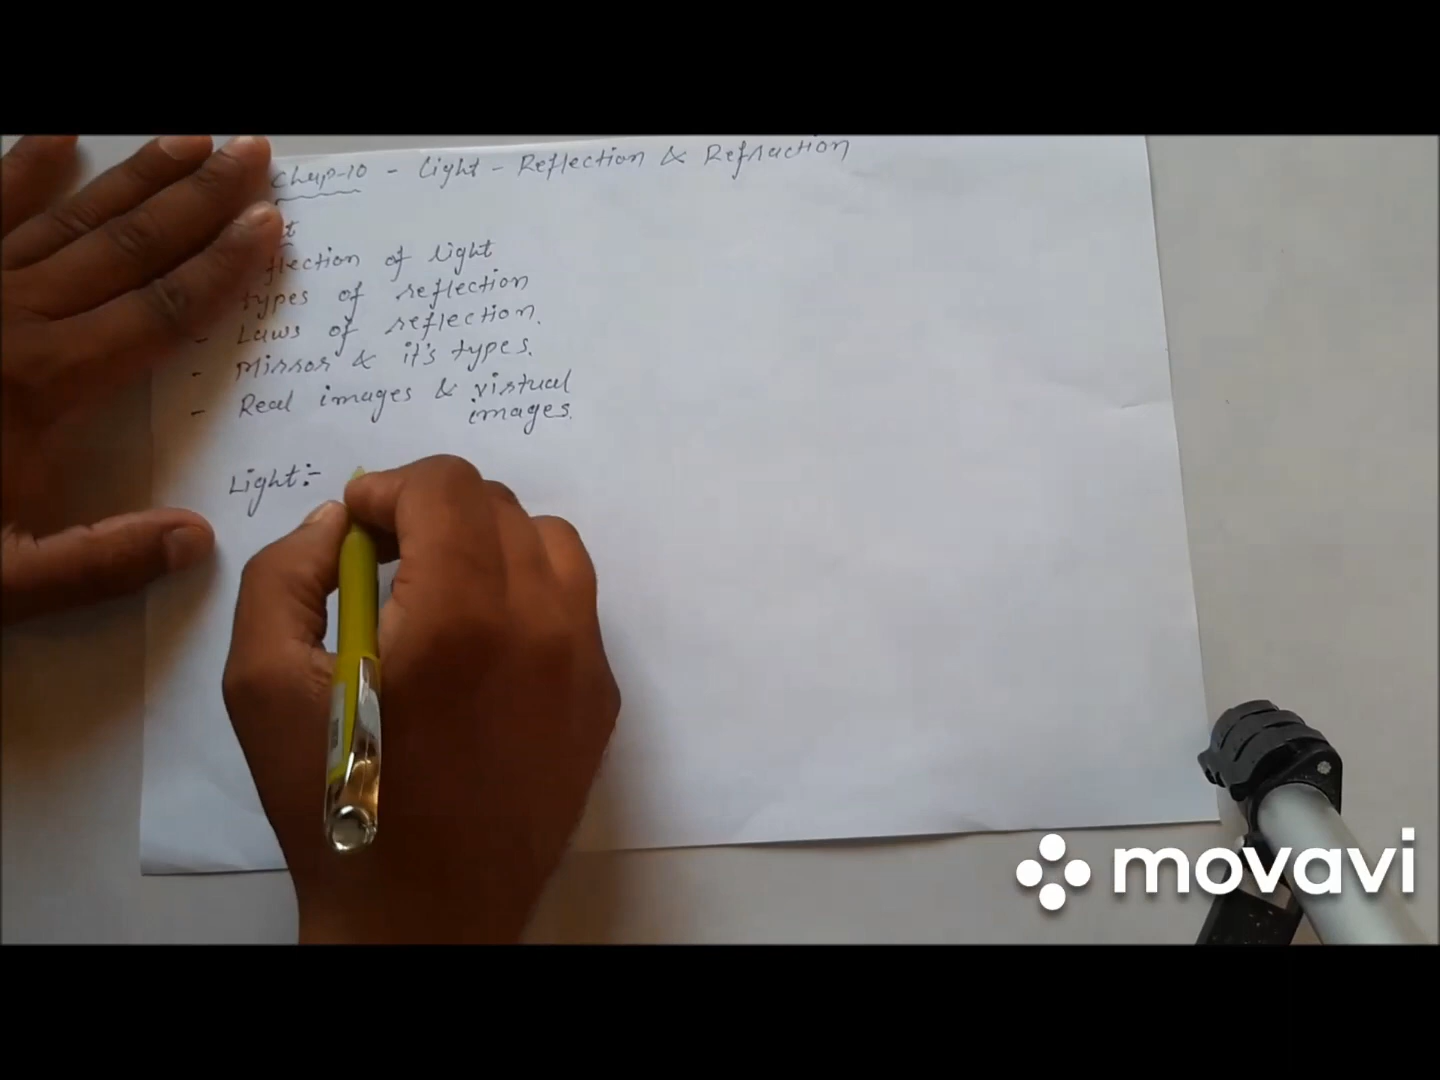 Chap-10 - Light - Reflection & Refraction
of light
types of reflection
- Laws of reflection.
- Mirror & it's types.
- Real images & virtual
images.
Light:-
movavi